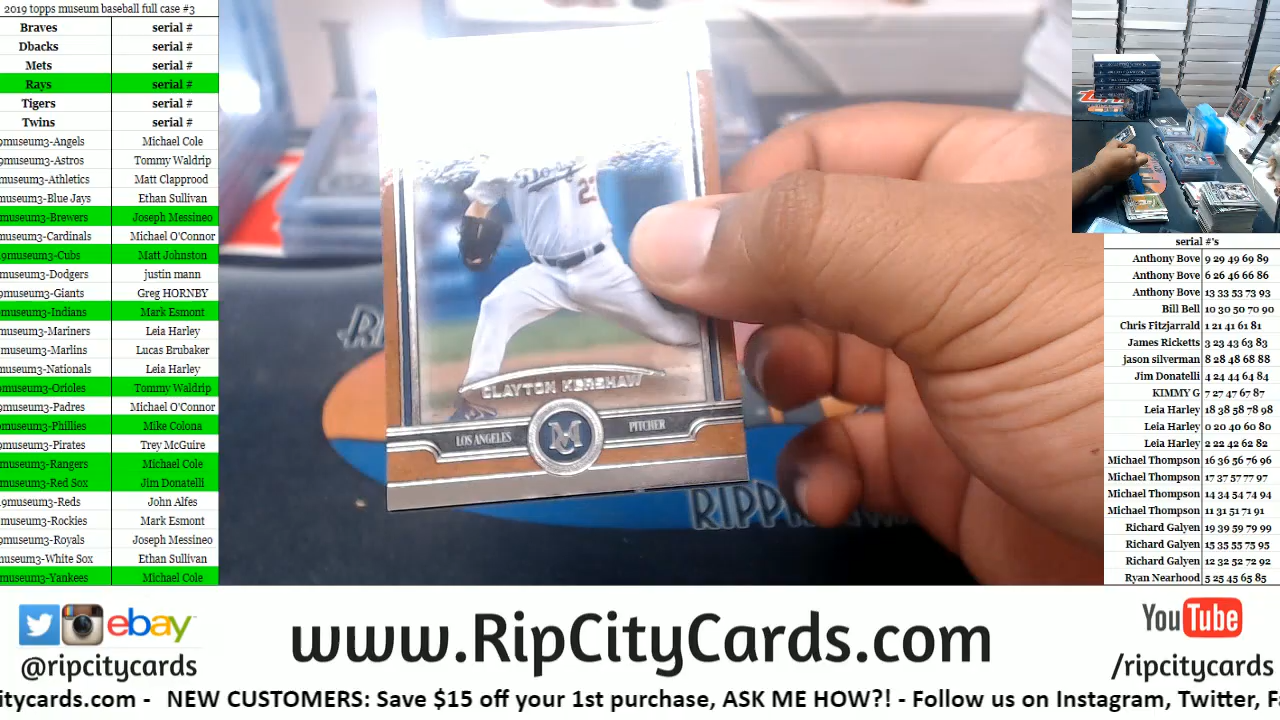 2019 topps museum baseball full case #3
Braves serial #
Dbacks serial #
Mets serial #
Rays serial #
Tigers serial #
Twins serial #
9museum3-Angels Michael Cole
9museum3-Astros Tommy Waldrip
museum3-Athletics Matt Clapprood
museum3-Blue Jays Ethan Sullivan
museum3-Brewers Joseph Messineo
museum3-Cardinals Michael O'Connor
9museum3-Cubs Matt Johnston
museum3-Dodgers justin mann
museum3-Giants Greg HORNBY
museum3-Indians Mark Esmont
museum3-Mariners Leia Harley
museum3-Marlins Lucas Brubaker
museum3-Nationals Leia Harley
museum3-Orioles Tommy Waldrip
museum3-Padres Michael O'Connor
museum3-Phillies Mike Colona
museum3-Pirates Trey McGuire
museum3-Rangers Michael Cole
museum3-Red Sox Jim Donatelli
9museum3-Reds John Alfes
museum3-Rockies Mark Esmont
museum3-Royals Joseph Messineo
museum3-White Sox Ethan Sullivan
museum3-Yankees Michael Cole
CLAYTON KERSHAW
LOS ANGELES M PITCHER
serial #'s
Anthony Bove 9 29 49 69 89
Anthony Bove 6 26 46 66 86
Anthony Bove 13 33 53 73 93
Bill Bell 10 30 50 70 90
Chris Fitzjarrald 1 21 41 61 81
James Ricketts 3 23 43 63 83
jason silverman 8 28 48 68 88
Jim Donatelli 4 24 44 64 84
KIMMY G 7 27 47 67 87
Leia Harley 18 38 58 78 98
Leia Harley 0 20 40 60 80
Leia Harley 2 22 42 62 82
Michael Thompson 16 36 56 76 96
Michael Thompson 17 37 57 77 97
Michael Thompson 14 34 54 74 94
Michael Thompson 11 31 51 71 91
Richard Galyen 19 39 59 79 99
Richard Galyen 15 35 55 75 95
Richard Galyen 12 32 52 72 92
Ryan Nearhood 5 25 45 65 85
ebay
@ripcitycards
www.RipCityCards.com
YouTube
/ripcitycards
citycards.com - NEW CUSTOMERS: Save $15 off your 1st purchase, ASK ME HOW?! - Follow us on Instagram, Twitter, F